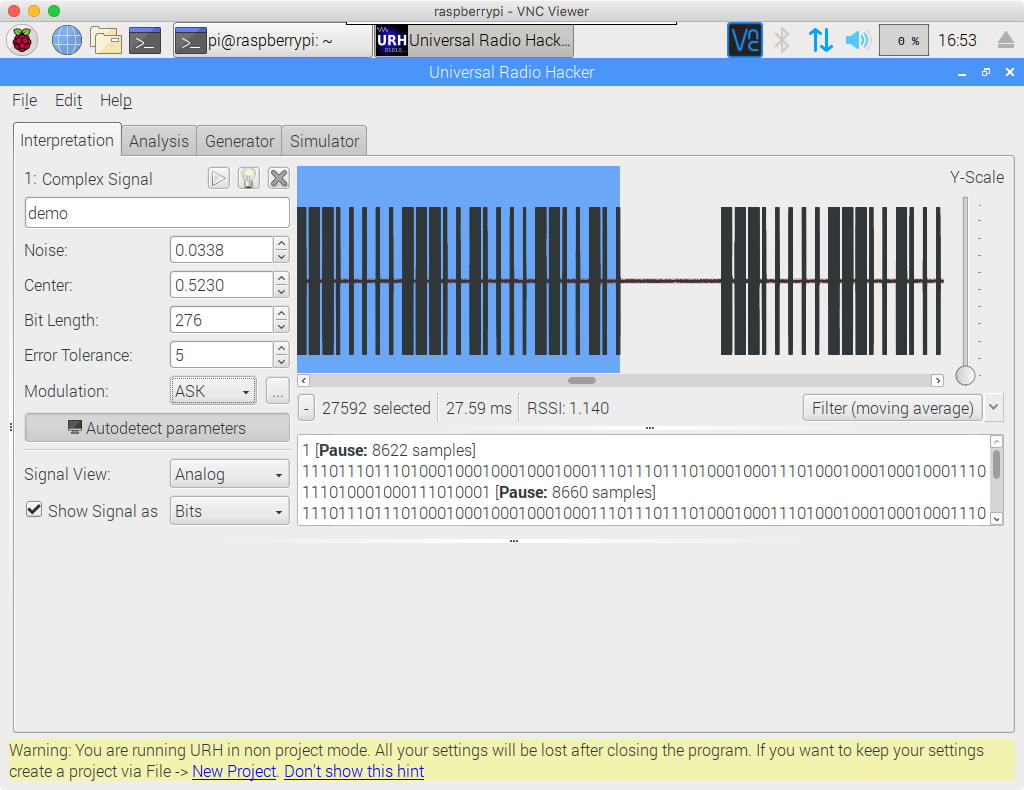 raspberrypi - VNC Viewer
pi@raspberrypi: ~ URH Universal Radio Hack... 0 % 16:53
Universal Radio Hacker
File Edit Help
Interpretation Analysis Generator Simulator
1: Complex Signal Y-Scale
demo
Noise: 0.0338
Center: 0.5230
Bit Length: 276
Error Tolerance: 5
Modulation: ASK ...
- 27592 selected 27.59 ms RSSI: 1.140 Filter (moving average)
Autodetect parameters
1 [Pause: 8622 samples]
1110111011101000100010001000100011101110111010001000111010001000100010001110
111010001000111010001 [Pause: 8660 samples]
1110111011101000100010001000100011101110111010001000111010001000100010001110
Signal View: Analog
Show Signal as Bits
Warning: You are running URH in non project mode. All your settings will be lost after closing the program. If you want to keep your settings
create a project via File -> New Project. Don't show this hint